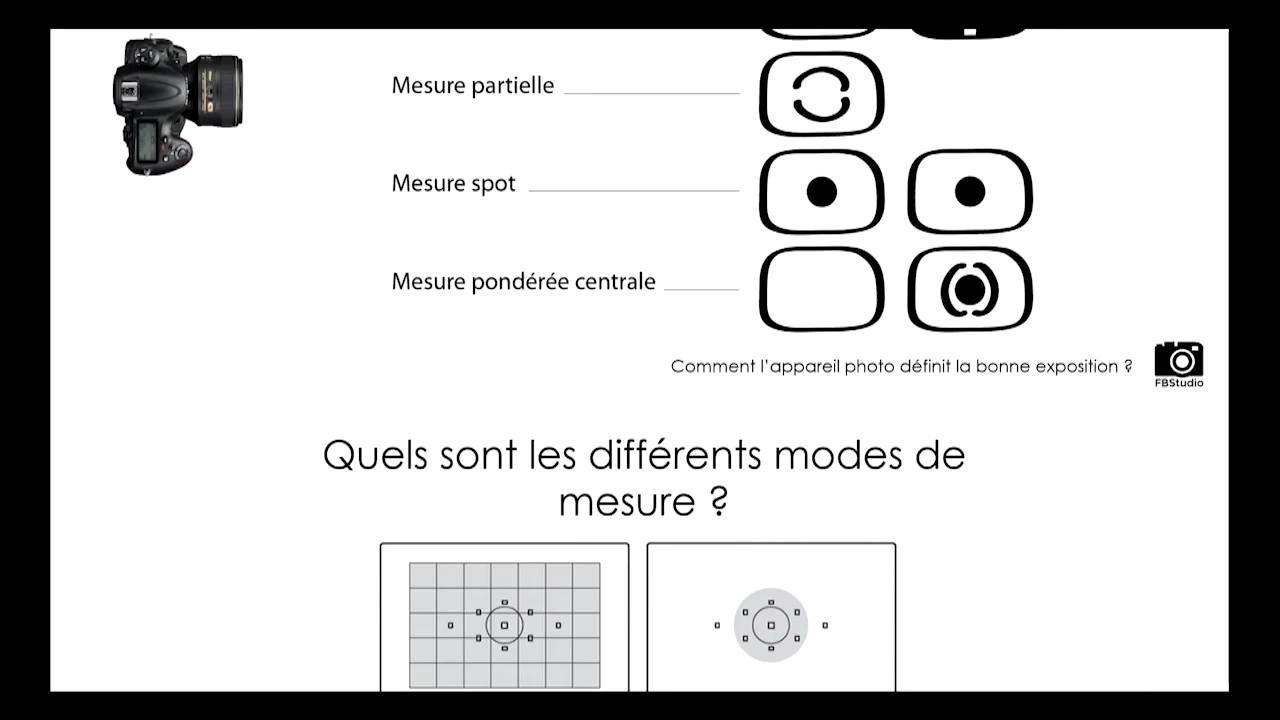 Mesure partielle
Mesure spot
Mesure pondérée centrale
Comment l'appareil photo définit la bonne exposition ?
FBStudio
Quels sont les différents modes de
mesure ?